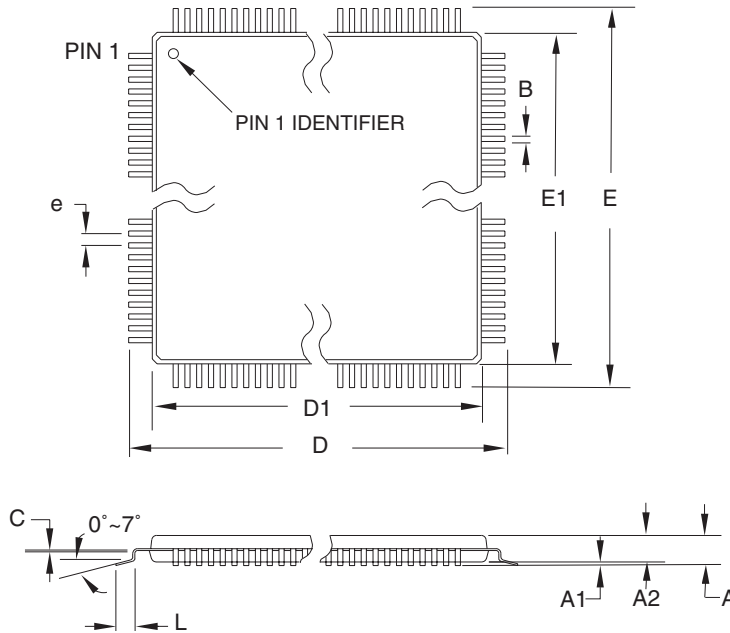 PIN 1
PIN 1 IDENTIFIER
B
e
E1
E
D1
D
C
0˚~7˚
L
A1
A2
A